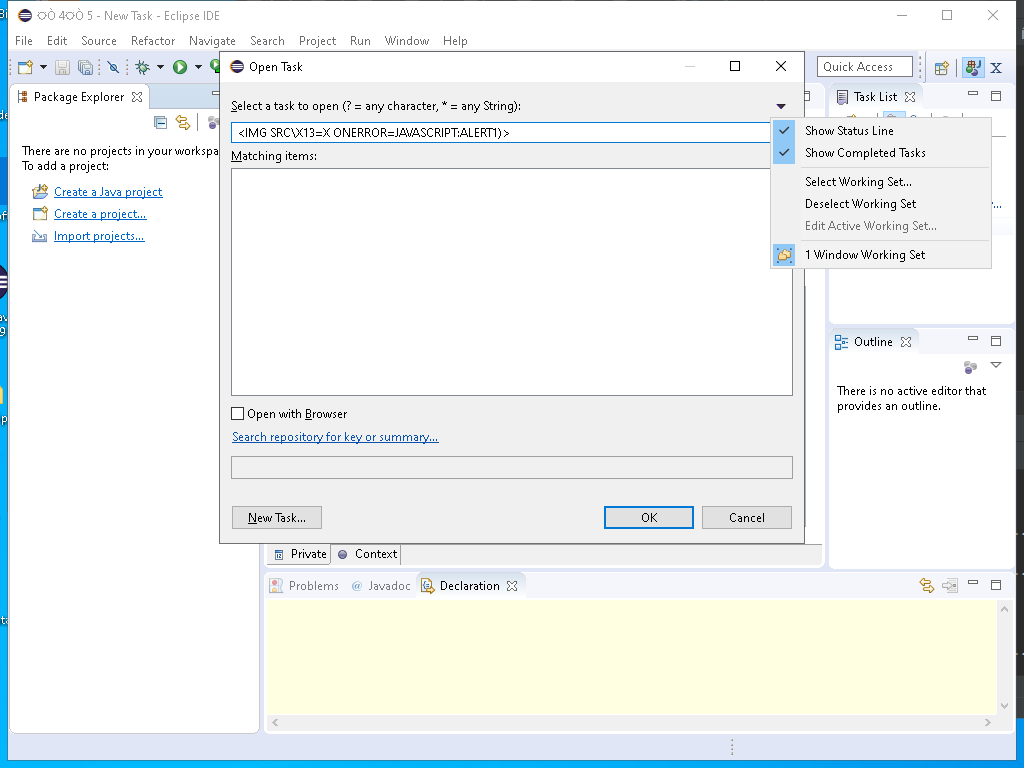 ѺÒ 4ѺÒ 5 - New Task - Eclipse IDE
File Edit Source Refactor Navigate Search Project Run Window Help
Quick Access
Package Explorer
There are no projects in your workspa
To add a project:
Create a Java project
Create a project...
Import projects...
Open Task
Select a task to open (? = any character, * = any String):
<IMG SRC\X13=X ONERROR=JAVASCRIPT:ALERT1)>
Matching items:
Open with Browser
Search repository for key or summary...
New Task...
OK
Cancel
Task List
Show Status Line
Show Completed Tasks
Select Working Set...
Deselect Working Set
Edit Active Working Set...
1 Window Working Set
Outline
There is no active editor that
provides an outline.
Private
Context
Problems
@ Javadoc
Declaration